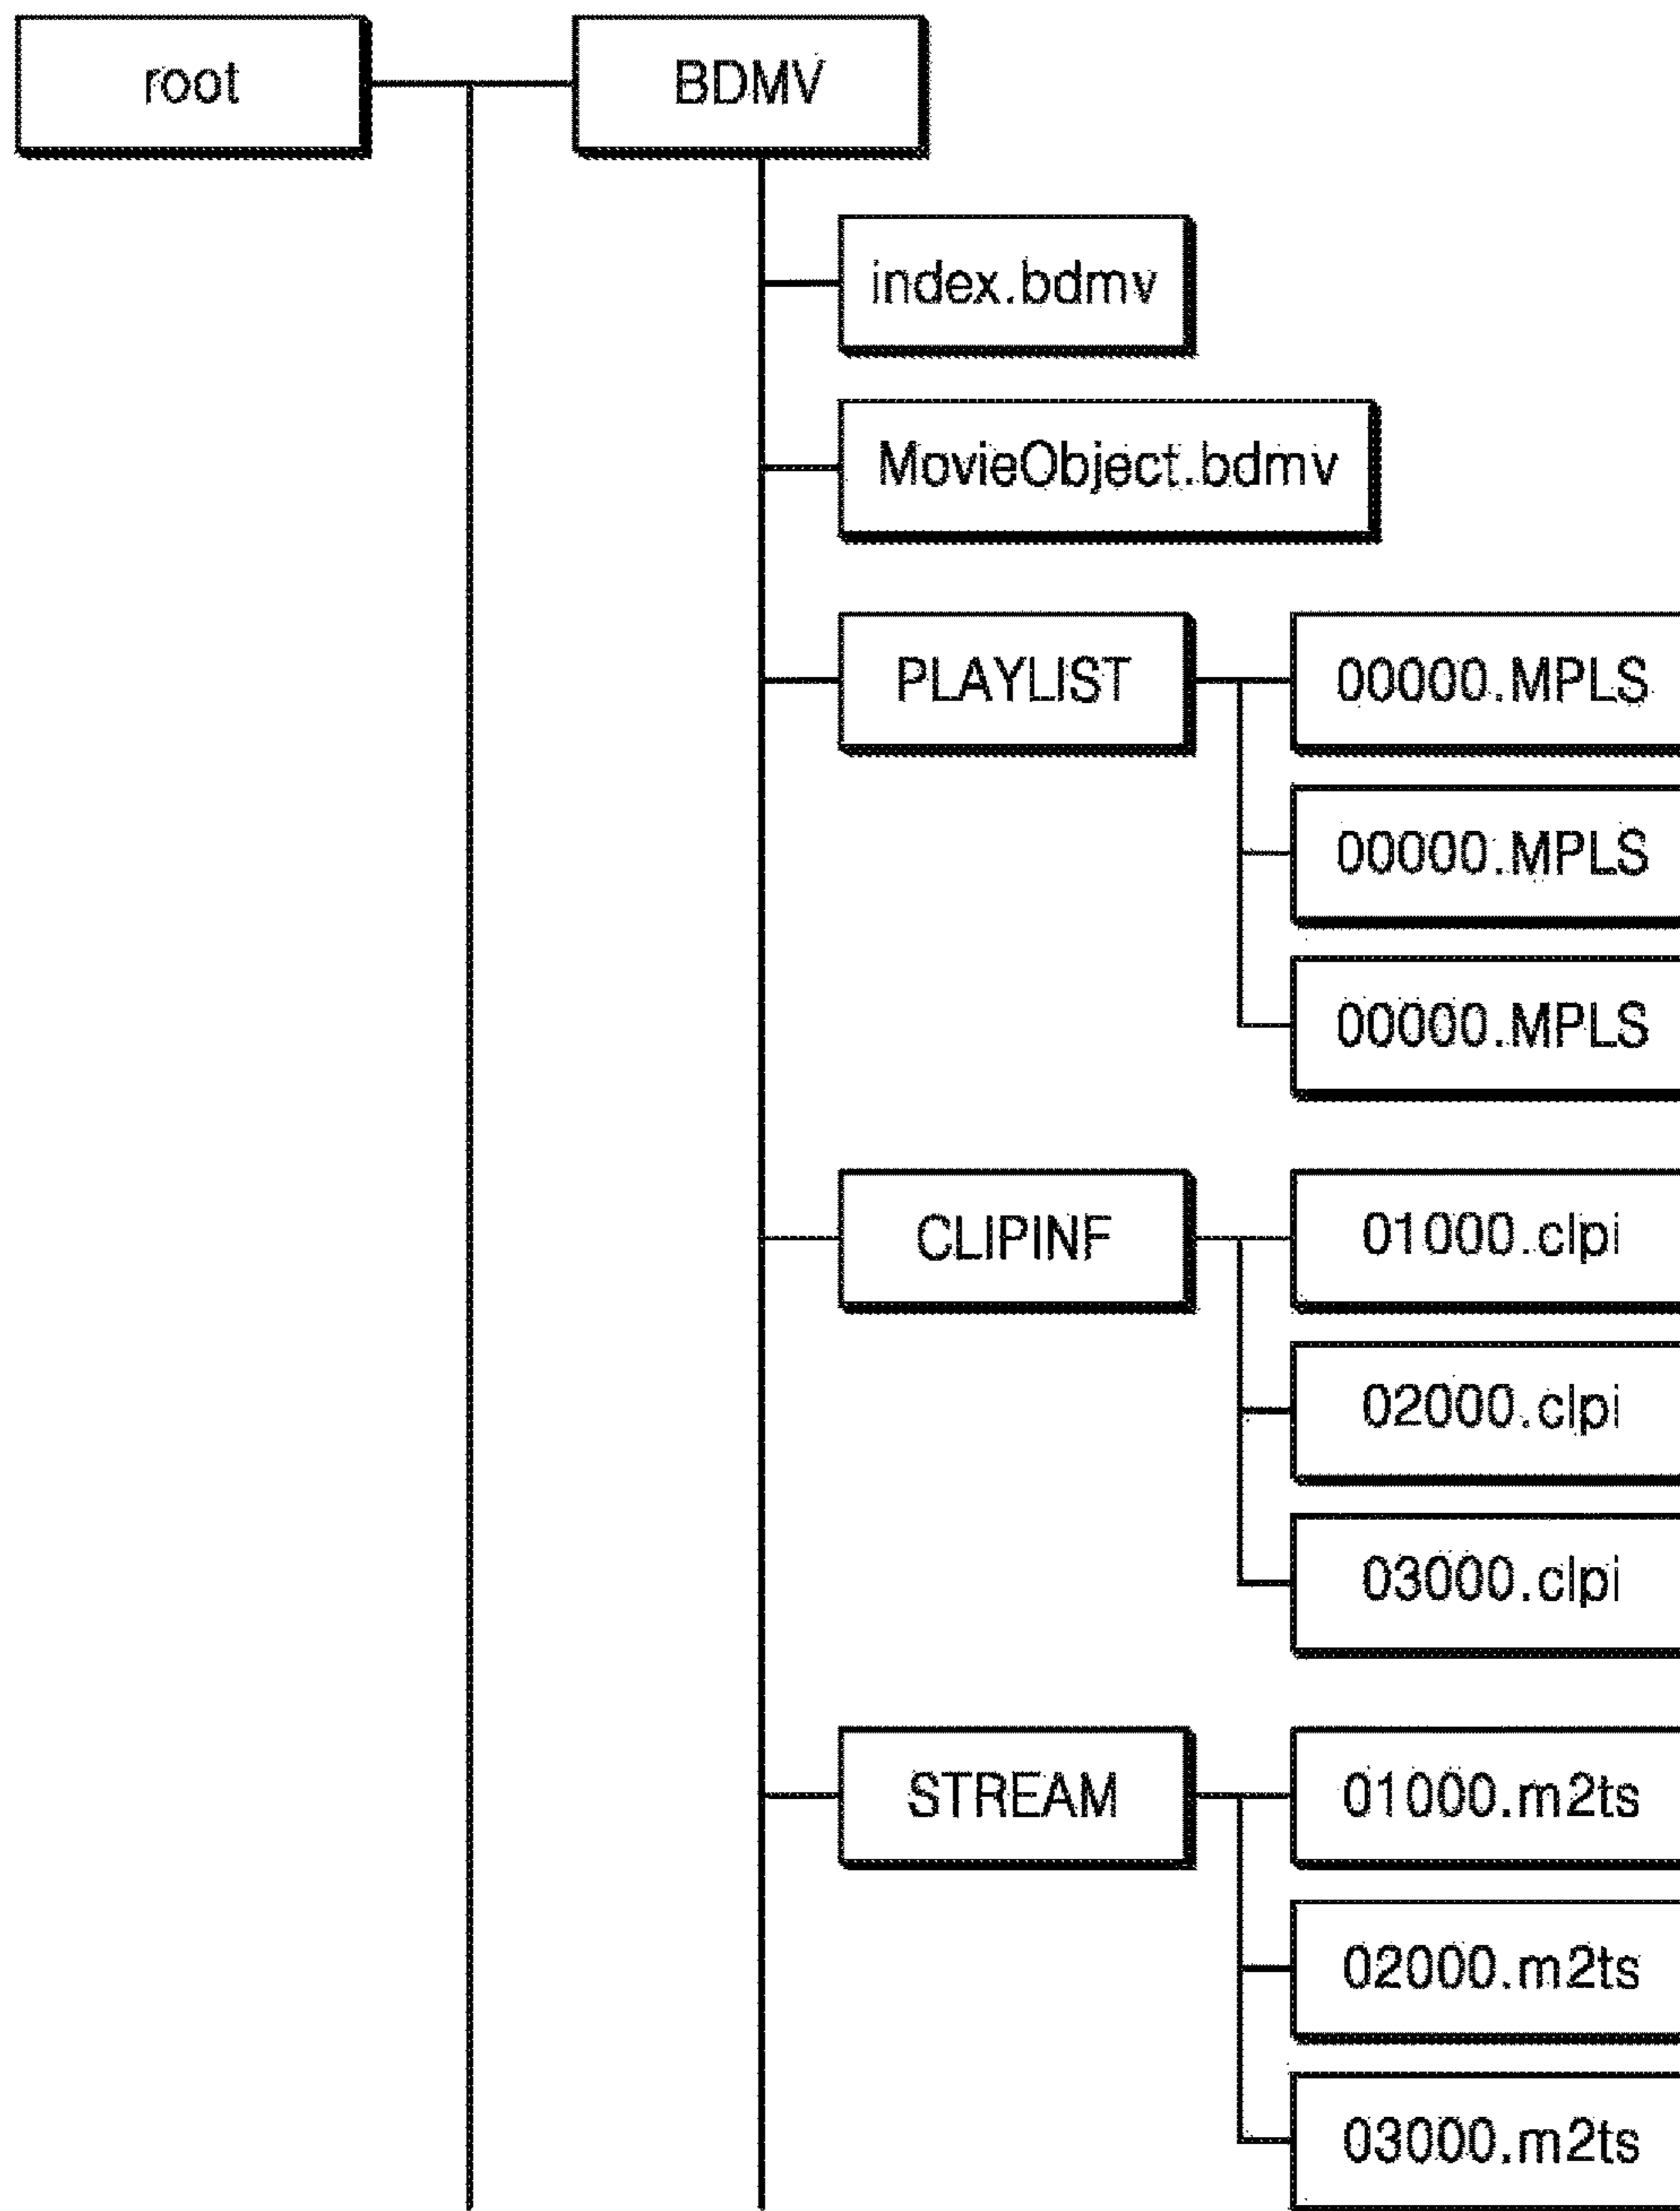 root
BDMV
index.bdmv
MovieObject.bdmv
PLAYLIST
00000.MPLS
00000.MPLS
00000.MPLS
CLIPINF
01000.clpi
02000.clpi
03000.clpi
STREAM
01000.m2ts
02000.m2ts
03000.m2ts